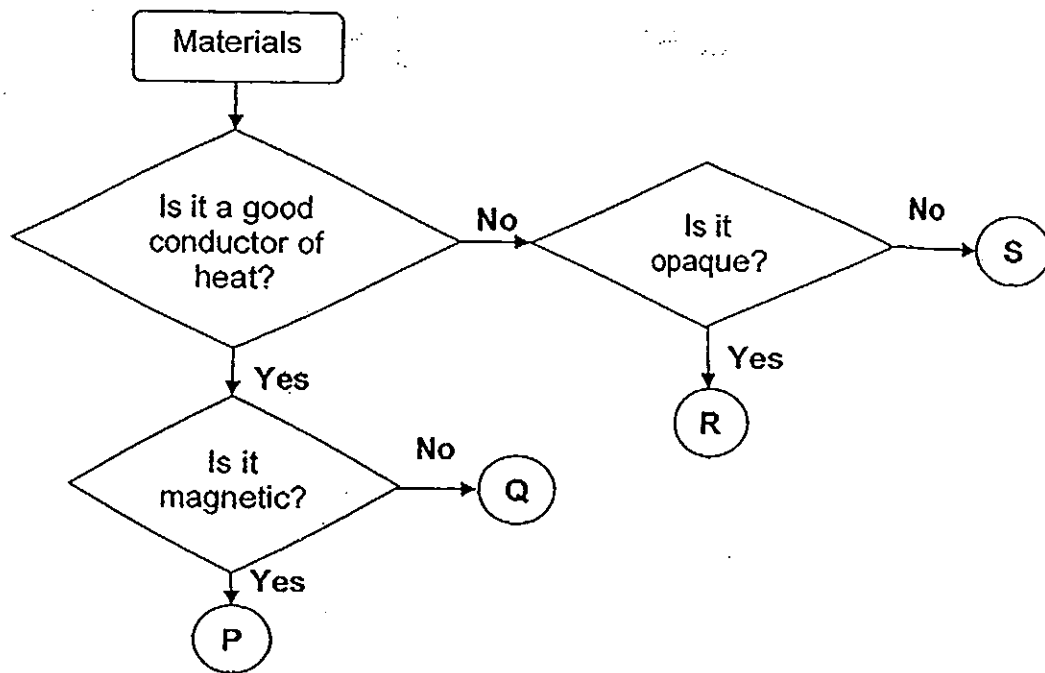 Materials
Is it a good
conductor of
heat?
No
Is it
opaque?
No
S
Yes
R
Yes
Is it
magnetic?
No
Q
Yes
P